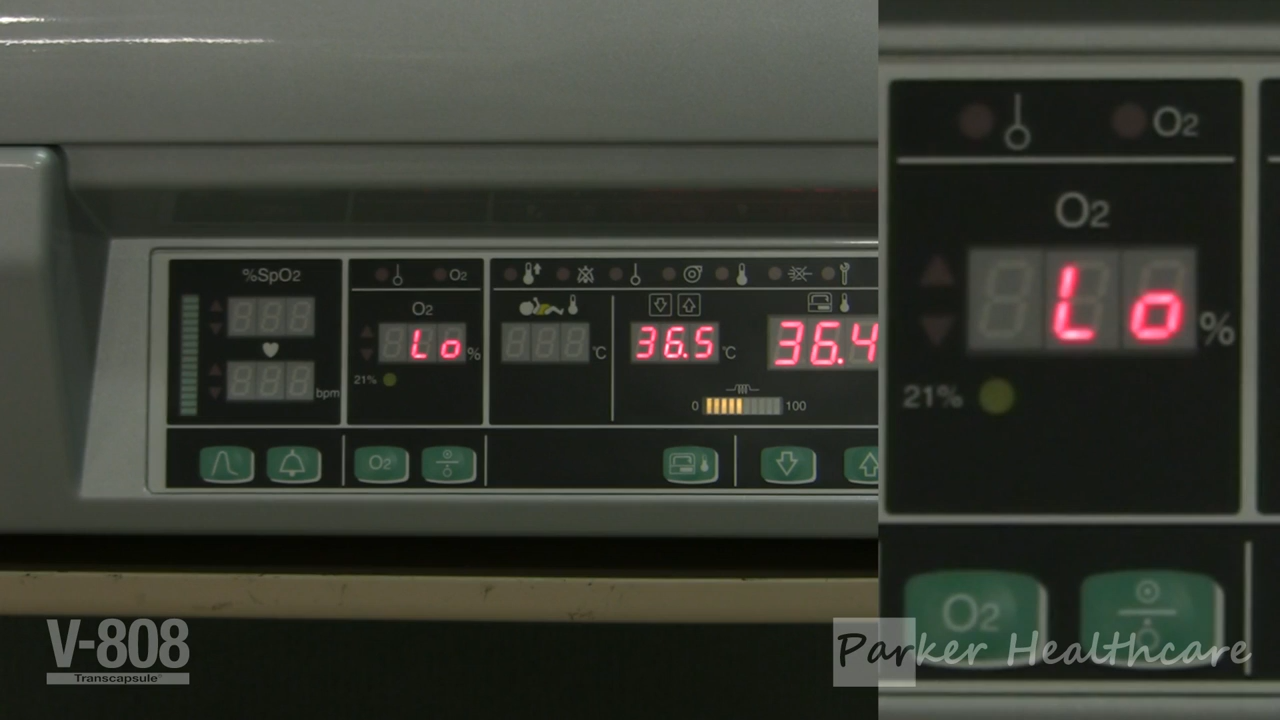 %SpO2
bpm
O2
O2
Lo %
21%
°C
36.5 °C
36.4
0 100
O2
O2
O2
Lo %
21%
O2
V-808
Transcapsule®
Parker Healthcare